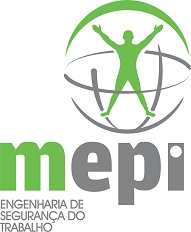 mepi
ENGENHARIA DE
SEGURANÇA DO
TRABALHO